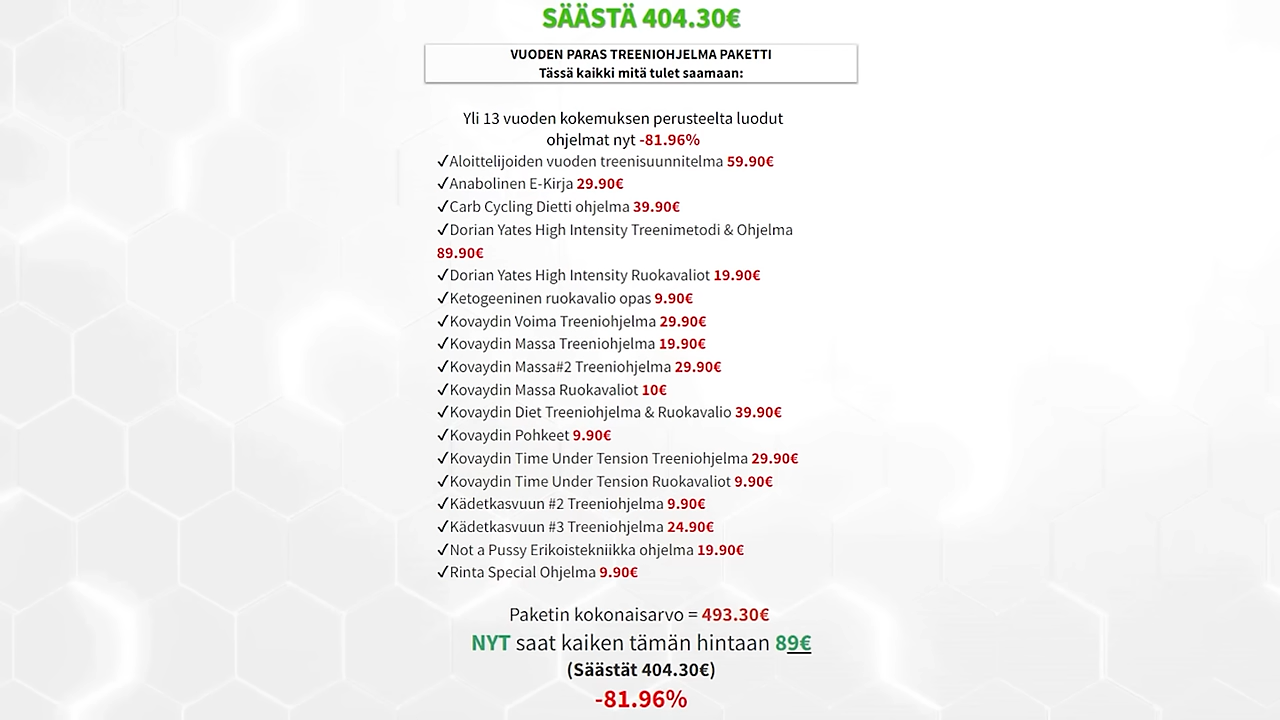 SÄÄSTÄ 404.30€
VUODEN PARAS TREENIOHJELMA PAKETTI
Tässä kaikki mitä tulet saamaan:
Yli 13 vuoden kokemuksen perusteelta luodut
ohjelmat nyt -81.96%
✓Aloittelijoiden vuoden treenisuunnitelma 59.90€
✓Anabolinen E-Kirja 29.90€
✓Carb Cycling Dietti ohjelma 39.90€
✓Dorian Yates High Intensity Treenimetodi & Ohjelma
89.90€
✓Dorian Yates High Intensity Ruokavaliot 19.90€
✓Ketogeeninen ruokavalio opas 9.90€
✓Kovaydin Voima Treeniohjelma 29.90€
✓Kovaydin Massa Treeniohjelma 19.90€
✓Kovaydin Massa#2 Treeniohjelma 29.90€
✓Kovaydin Massa Ruokavaliot 10€
✓Kovaydin Diet Treeniohjelma & Ruokavalio 39.90€
✓Kovaydin Pohkeet 9.90€
✓Kovaydin Time Under Tension Treeniohjelma 29.90€
✓Kovaydin Time Under Tension Ruokavaliot 9.90€
✓Kädetkasvuun #2 Treeniohjelma 9.90€
✓Kädetkasvuun #3 Treeniohjelma 24.90€
✓Not a Pussy Erikoistekniikka ohjelma 19.90€
✓Rinta Special Ohjelma 9.90€
Paketin kokonaisarvo = 493.30€
NYT saat kaiken tämän hintaan 89€
(Säästät 404.30€)
-81.96%